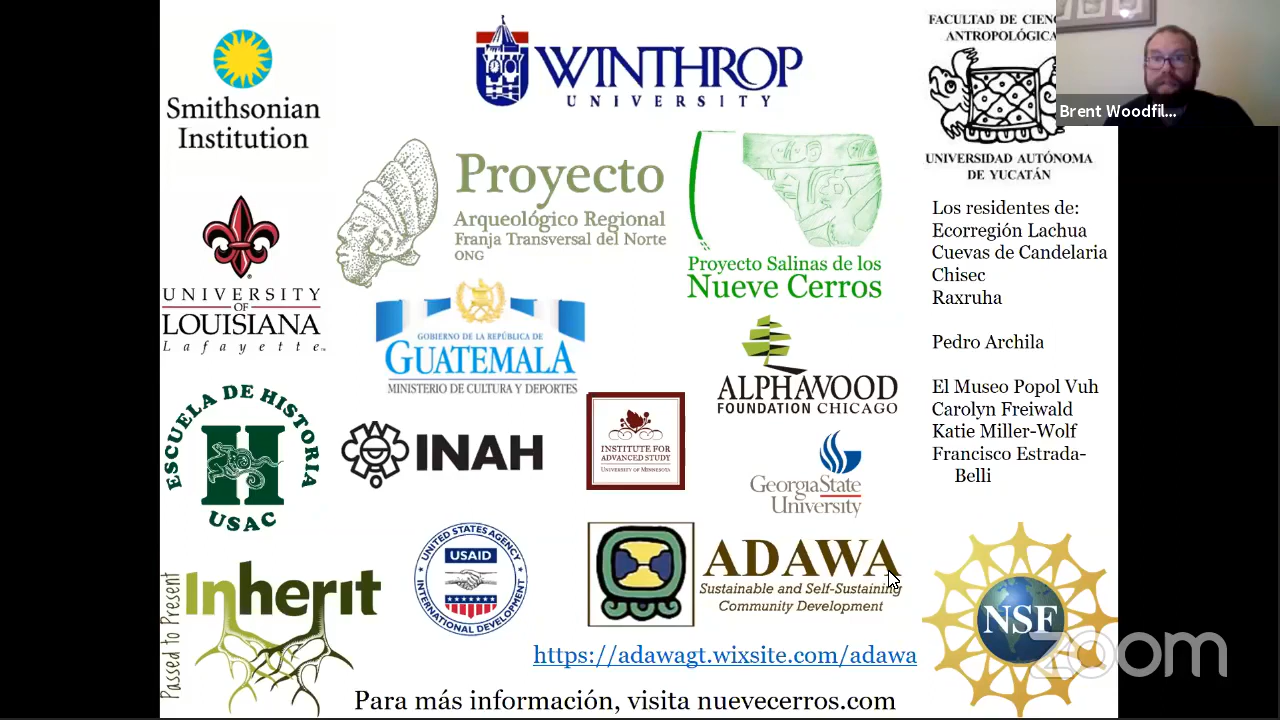 Smithsonian
Institution
WINTHROP
UNIVERSITY
FACULTAD DE CIENC
ANTROPOLÓGICA
UNIVERSIDAD AUTÓNOMA
DE YUCATÁN
Brent Woodfil...
Proyecto
Arqueológico Regional
Franja Transversal del Norte
ONG
Proyecto Salinas de los
Nueve Cerros
Los residentes de:
Ecorregión Lachua
Cuevas de Candelaria
Chisec
Raxruha
Pedro Archila
El Museo Popol Vuh
Carolyn Freiwald
Katie Miller-Wolf
Francisco Estrada-
Belli
UNIVERSITY
OF
LOUISIANA
Lafayette
GOBIERNO DE LA REPÚBLICA DE
GUATEMALA
MINISTERIO DE CULTURA Y DEPORTES
ALPHAWOOD
FOUNDATION CHICAGO
ESCUELA DE HISTORIA
H
USAC
INAH
INSTITUTE FOR
ADVANCED STUDY
UNIVERSITY OF MINNESOTA
GeorgiaState
University
Inherit
Passed to Present
UNITED STATES AGENCY
USAID
INTERNATIONAL DEVELOPMENT
ADAWA
Sustainable and Self-Sustaining
Community Development
NSF
zoom
https://adawagt.wixsite.com/adawa
Para más información, visita nuevecerros.com